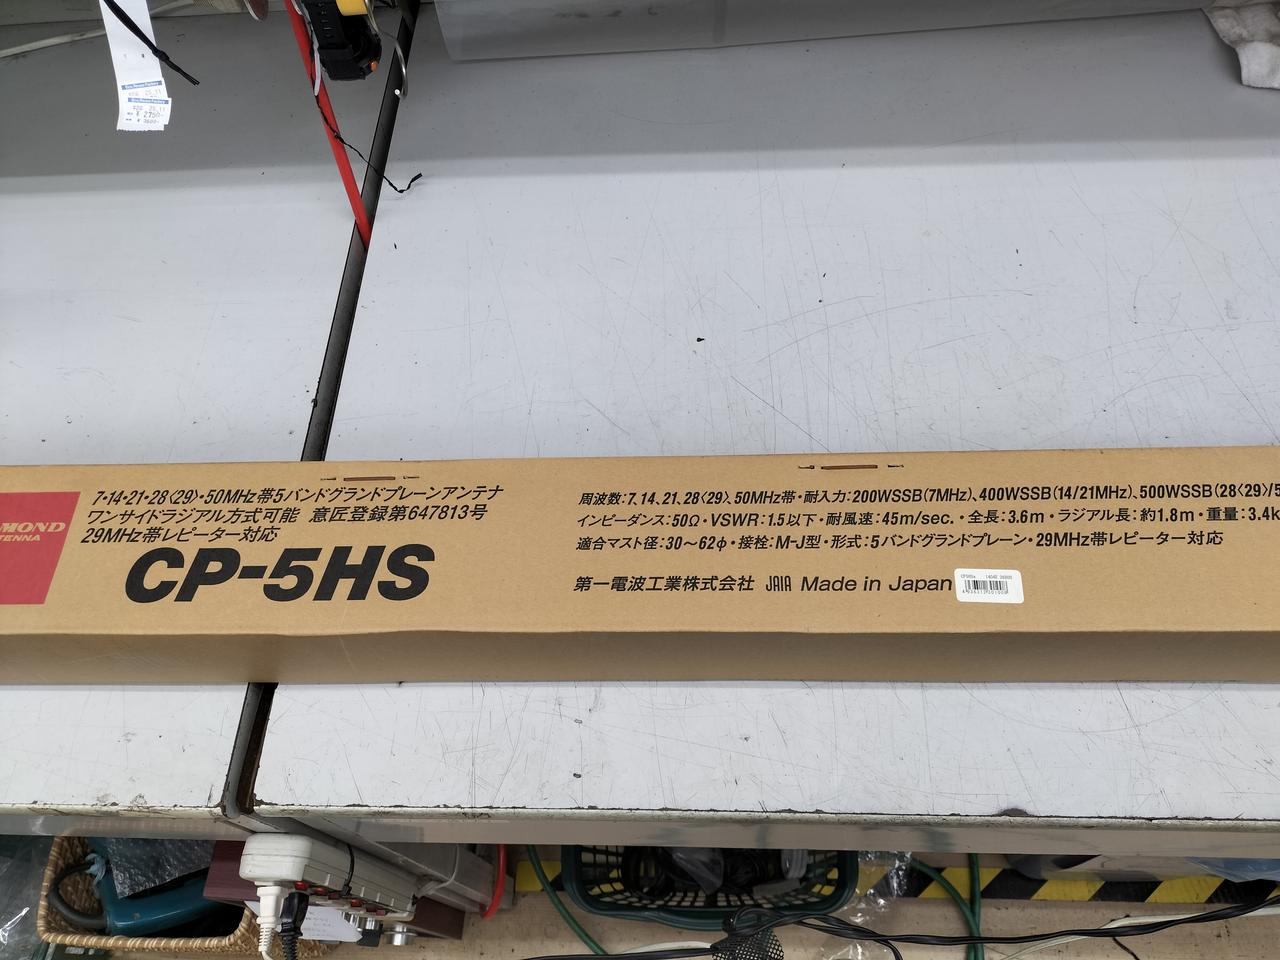 ¥2750-
MOND
TENNA
7・14・21・28〈29〉・50MHz帯5バンドグランドプレーンアンテナ
ワンサイドラジアル方式可能 意匠登録第647813号
29MHz帯レピーター対応
CP-5HS
周波数:7、14、21、28〈29〉、50MHz帯・耐入力:200WSSB(7MHz)、400WSSB(14/21MHz)、500WSSB(28〈29〉/5
インピーダンス:50Ω・VSWR:1.5以下・耐風速:45m/sec.・全長:3.6m・ラジアル長:約1.8m・重量:3.4k
適合マスト径:30〜62φ・接栓:M-J型・形式:5バンドグランドプレーン・29MHz帯レピーター対応
第一電波工業株式会社 JAIA Made in Japan